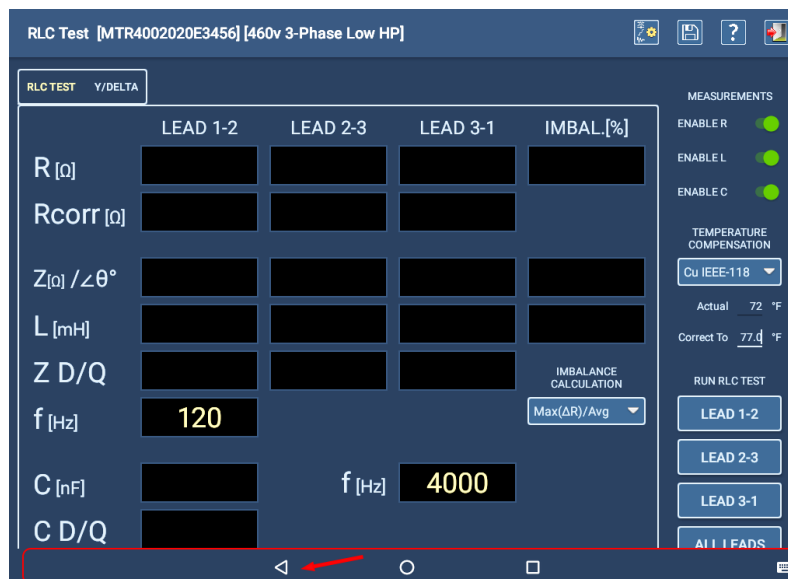 RLC Test [MTR4002020E3456] [460v 3-Phase Low HP]
?
RLC TEST Y/DELTA
LEAD 1-2 LEAD 2-3 LEAD 3-1 IMBAL.[%]
R [Ω]
Rcorr [Ω]
Z[Ω] /∠θ°
L [mH]
Z D/Q
IMBALANCE
CALCULATION
f [Hz] 120
Max(ΔR)/Avg
C [nF] f [Hz] 4000
C D/Q
MEASUREMENTS
ENABLE R
ENABLE L
ENABLE C
TEMPERATURE
COMPENSATION
Cu IEEE-118
Actual 72 °F
Correct To 77.0 °F
RUN RLC TEST
LEAD 1-2
LEAD 2-3
LEAD 3-1
ALL LEADS